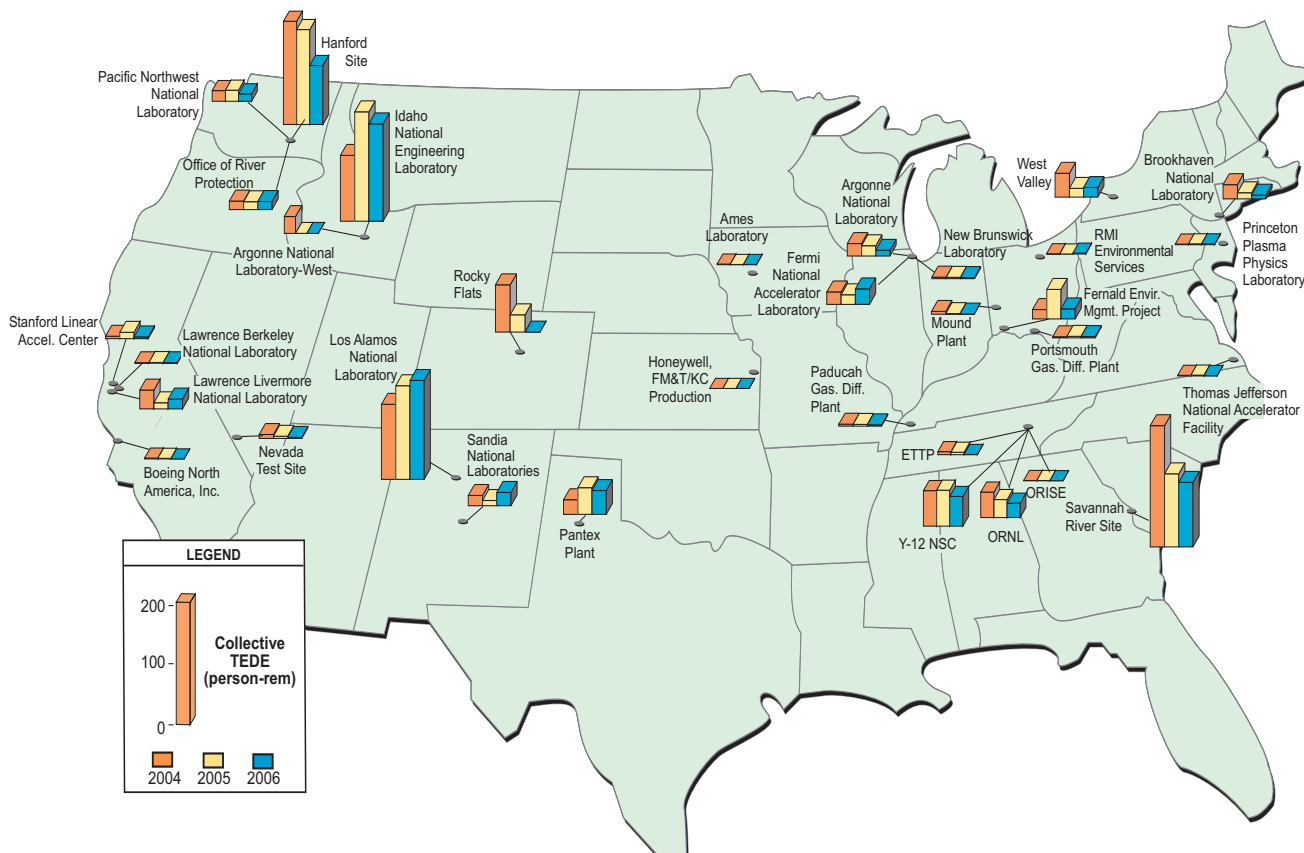 Hanford
Site
Pacific Northwest
National
Laboratory
Idaho
National
Engineering
Laboratory
Office of River
Protection
Argonne National
Laboratory-West
Rocky
Flats
Stanford Linear
Accel. Center
Lawrence Berkeley
National Laboratory
Lawrence Livermore
National Laboratory
Los Alamos
National
Laboratory
Nevada
Test Site
Boeing North
America, Inc.
Sandia
National
Laboratories
Pantex
Plant
Ames
Laboratory
Argonne
National
Laboratory
Fermi
National
Accelerator
Laboratory
New Brunswick
Laboratory
Mound
Plant
Honeywell,
FM&T/KC
Production
Paducah
Gas. Diff.
Plant
West
Valley
Brookhaven
National
Laboratory
RMI
Environmental
Services
Princeton
Plasma
Physics
Laboratory
Fernald Envir.
Mgmt. Project
Portsmouth
Gas. Diff. Plant
Thomas Jefferson
National Accelerator
Facility
ETTP
ORISE
Y-12 NSC
ORNL
Savannah
River Site
LEGEND
200
100
0
Collective
TEDE
(person-rem)
2004 2005 2006